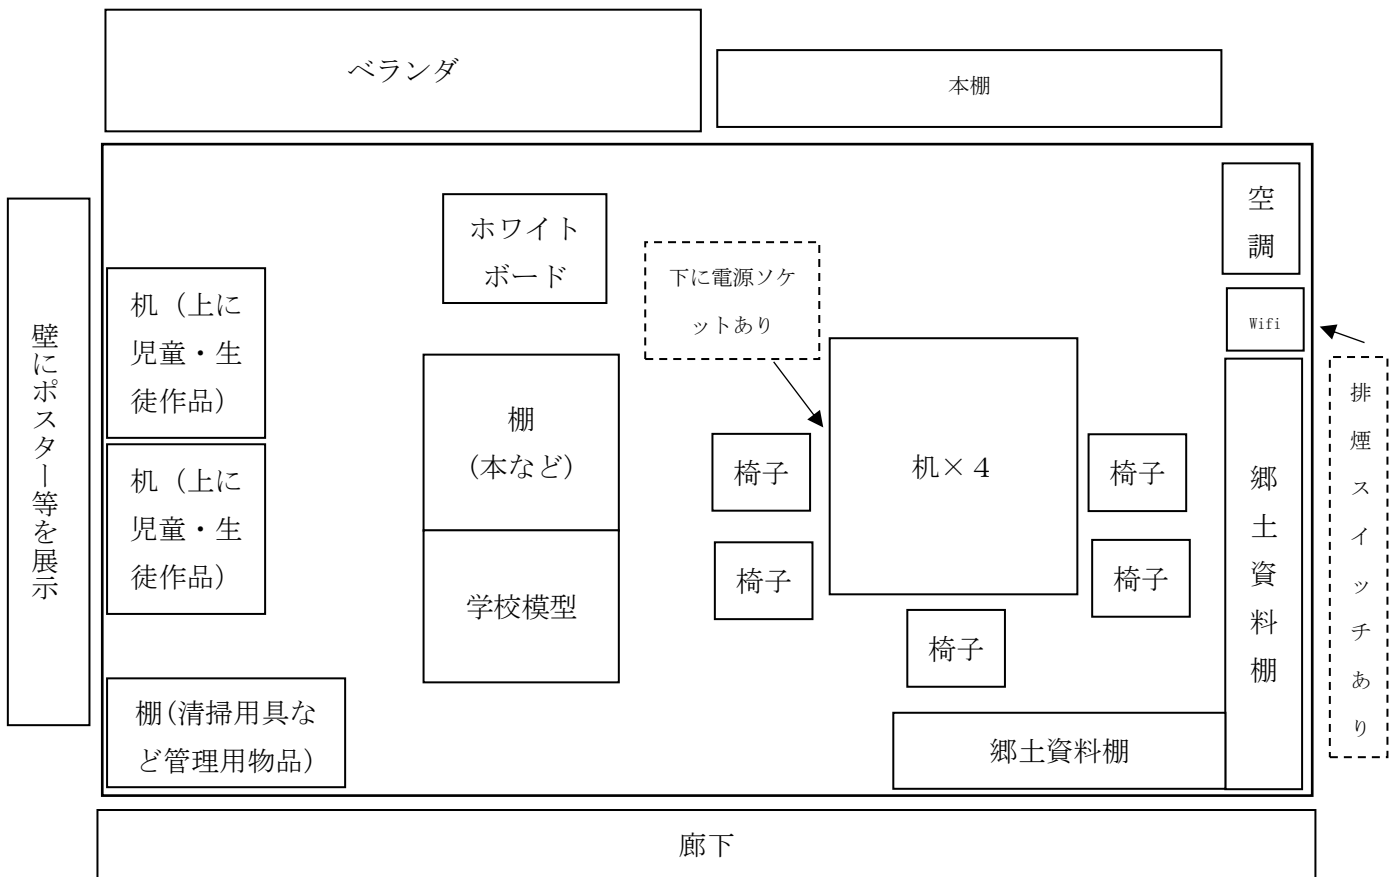 ベランダ
本棚
空
調
ホワイト
ボード
下に電源ソケ
ットあり
机（上に
児童・生
徒作品）
Wifi
壁にポスター等を展示
棚
(本など)
机×４
排煙スイッチあり
椅子
椅子
郷土資料棚
机（上に
児童・生
徒作品）
椅子
椅子
学校模型
椅子
棚(清掃用具な
ど管理用物品)
郷土資料棚
廊下